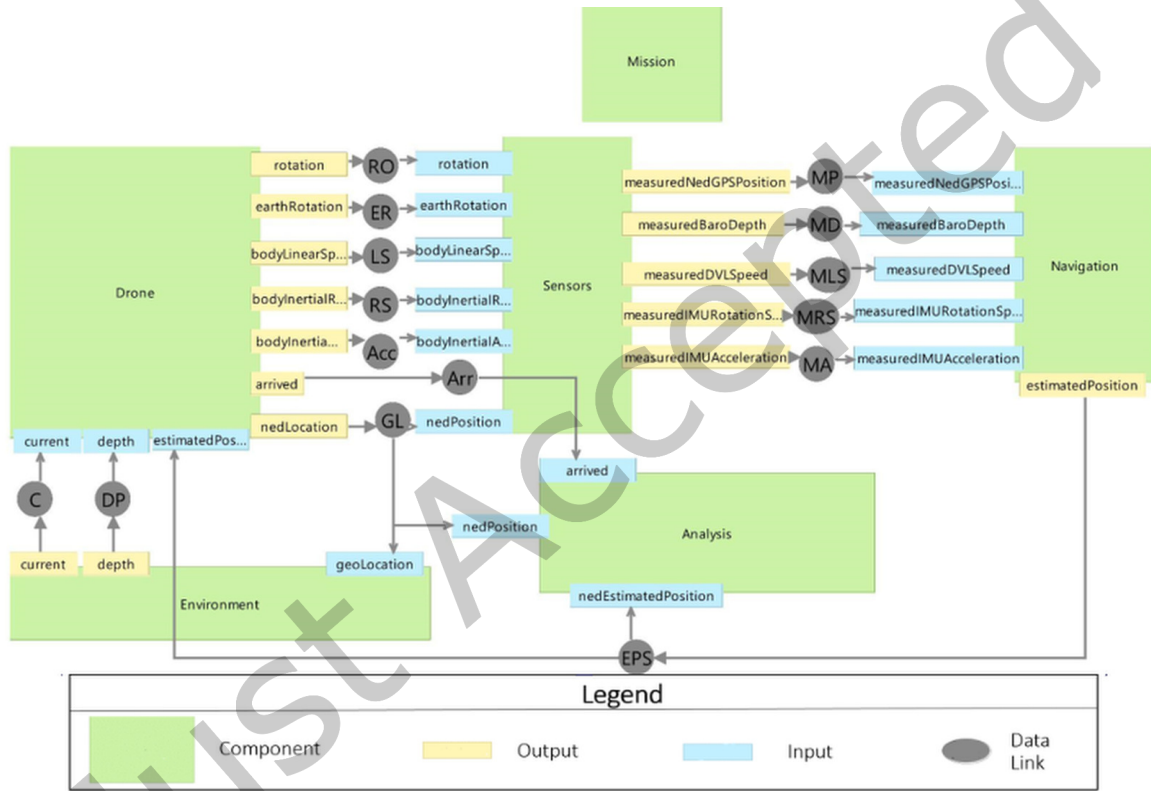 Mission
rotation
RO
rotation
earthRotation
ER
earthRotation
bodyLinearSp...
LS
bodyLinearSp...
bodyInertialR...
RS
bodyInertialR...
bodyInertia...
Acc
bodyInertialA...
arrived
Arr
nedLocation
GL
nedPosition
Drone
Sensors
measuredNedGPSPosition
MP
measuredNedGPSPosi...
measuredBaroDepth
MD
measuredBaroDepth
measuredDVLSpeed
MLS
measuredDVLSpeed
measuredIMURotationS...
MRS
measuredIMURotationSp...
measuredIMUAcceleration
MA
measuredIMUAcceleration
Navigation
estimatedPosition
current
depth
estimatedPos...
C
DP
current
depth
geoLocation
Environment
arrived
nedPosition
Analysis
nedEstimatedPosition
EPS
Legend
Component
Output
Input
Data
Link
Just Accepted